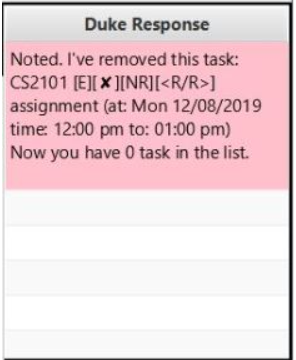 Duke Response
Noted. I've removed this task:
CS2101 [E][✘][NR][<R/R>]
assignment (at: Mon 12/08/2019
time: 12:00 pm to: 01:00 pm)
Now you have 0 task in the list.